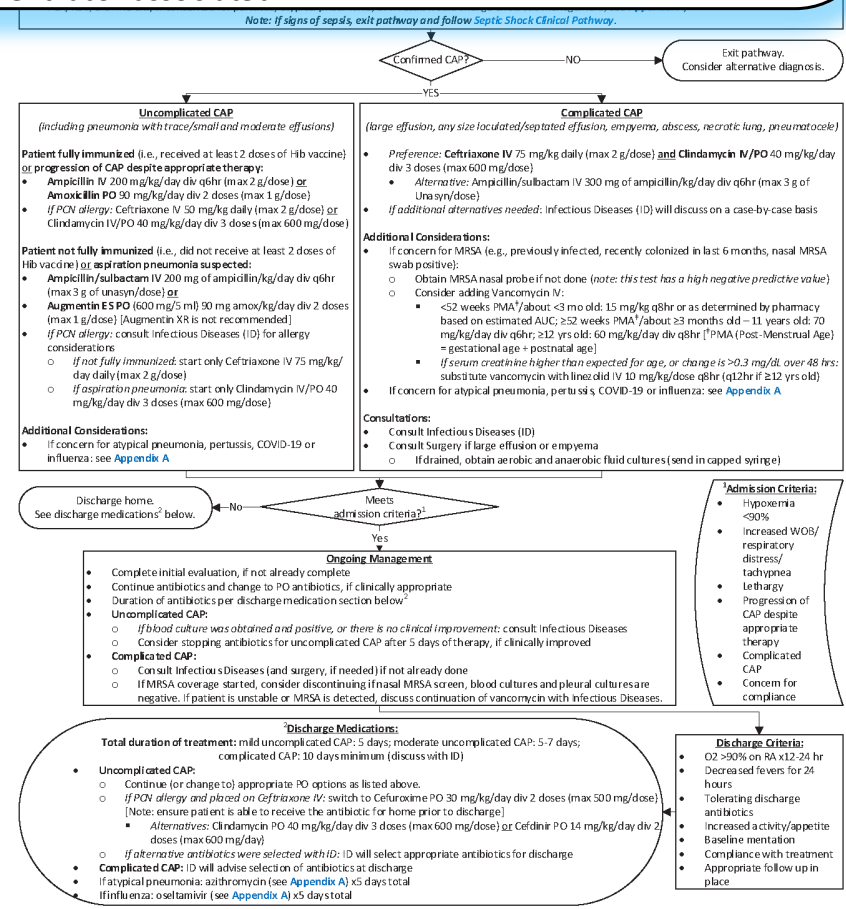 Note: If signs of sepsis, exit pathway and follow Septic Shock Clinical Pathway.
Confirmed CAP?
NO
Exit pathway.
Consider alternative diagnosis.
YES
Uncomplicated CAP
(including pneumonia with trace/small and moderate effusions)
Patient fully immunized (i.e., received at least 2 doses of Hib vaccine)
or progression of CAP despite appropriate therapy:
• Ampicillin IV 200 mg/kg/day div q6hr (max 2 g/dose) or
Amoxicillin PO 90 mg/kg/day div 2 doses (max 1 g/dose)
• If PCN allergy: Ceftriaxone IV 50 mg/kg daily (max 2 g/dose) or
Clindamycin IV/PO 40 mg/kg/day div 3 doses (max 600 mg/dose)
Patient not fully immunized (i.e., did not receive at least 2 doses of
Hib vaccine) or aspiration pneumonia suspected:
• Ampicillin/sulbactam IV 200 mg of ampicillin/kg/day div q6hr
(max 3 g of unasyn/dose) or
• Augmentin ES PO (600 mg/5 ml) 90 mg amox/kg/day div 2 doses
(max 1 g/dose) [Augmentin XR is not recommended]
• If PCN allergy: consult Infectious Diseases (ID) for allergy
considerations
○ If not fully immunized: start only Ceftriaxone IV 75 mg/kg/
day daily (max 2 g/dose)
○ If aspiration pneumonia: start only Clindamycin IV/PO 40
mg/kg/day div 3 doses (max 600 mg/dose)
Additional Considerations:
• If concern for atypical pneumonia, pertussis, COVID-19 or
influenza: see Appendix A
Complicated CAP
(large effusion, any size loculated/septated effusion, empyema, abscess, necrotic lung, pneumatocele)
• Preference: Ceftriaxone IV 75 mg/kg daily (max 2 g/dose) and Clindamycin IV/PO 40 mg/kg/day
div 3 doses (max 600 mg/dose)
• Alternative: Ampicillin/sulbactam IV 300 mg of ampicillin/kg/day div q6hr (max 3 g of
Unasyn/dose)
• If additional alternatives needed: Infectious Diseases (ID) will discuss on a case-by-case basis
Additional Considerations:
• If concern for MRSA (e.g., previously infected, recently colonized in last 6 months, nasal MRSA
swab positive):
○ Obtain MRSA nasal probe if not done (note: this test has a high negative predictive value)
○ Consider adding Vancomycin IV:
▪ <52 weeks PMA‡/about <3 mo old: 15 mg/kg q8hr or as determined by pharmacy
based on estimated AUC; ≥52 weeks PMA‡/about ≥3 months old – 11 years old: 70
mg/kg/day div q6hr; ≥12 yrs old: 60 mg/kg/day div q8hr [‡PMA (Post-Menstrual Age)
= gestational age + postnatal age]
▪ If serum creatinine higher than expected for age, or change is >0.3 mg/dL over 48 hrs:
substitute vancomycin with linezolid IV 10 mg/kg/dose q8hr (q12hr if ≥12 yrs old)
• If concern for atypical pneumonia, pertussis, COVID-19 or influenza: see Appendix A
Consultations:
• Consult Infectious Diseases (ID)
• Consult Surgery if large effusion or empyema
○ If drained, obtain aerobic and anaerobic fluid cultures (send in capped syringe)
Discharge home.
See discharge medications² below.
No
Meets
admission criteria?¹
Yes
¹Admission Criteria:
• Hypoxemia
<90%
• Increased WOB/
respiratory
distress/
tachypnea
• Lethargy
• Progression of
CAP despite
appropriate
therapy
• Complicated
CAP
• Concern for
compliance
Ongoing Management
• Complete initial evaluation, if not already complete
• Continue antibiotics and change to PO antibiotics, if clinically appropriate
• Duration of antibiotics per discharge medication section below²
• Uncomplicated CAP:
○ If blood culture was obtained and positive, or there is no clinical improvement: consult Infectious Diseases
○ Consider stopping antibiotics for uncomplicated CAP after 5 days of therapy, if clinically improved
• Complicated CAP:
○ Consult Infectious Diseases (and surgery, if needed) if not already done
○ If MRSA coverage started, consider discontinuing if nasal MRSA screen, blood cultures and pleural cultures are
negative. If patient is unstable or MRSA is detected, discuss continuation of vancomycin with Infectious Diseases.
²Discharge Medications:
Total duration of treatment: mild uncomplicated CAP: 5 days; moderate uncomplicated CAP: 5-7 days;
complicated CAP: 10 days minimum (discuss with ID)
• Uncomplicated CAP:
○ Continue (or change to) appropriate PO options as listed above.
○ If PCN allergy and placed on Ceftriaxone IV: switch to Cefuroxime PO 30 mg/kg/day div 2 doses (max 500 mg/dose)
[Note: ensure patient is able to receive the antibiotic for home prior to discharge]
▪ Alternatives: Clindamycin PO 40 mg/kg/day div 3 doses (max 600 mg/dose) or Cefdinir PO 14 mg/kg/day div 2
doses (max 600 mg/day)
○ If alternative antibiotics were selected with ID: ID will select appropriate antibiotics for discharge
• Complicated CAP: ID will advise selection of antibiotics at discharge
• If atypical pneumonia: azithromycin (see Appendix A) x5 days total
• If influenza: oseltamivir (see Appendix A) x5 days total
Discharge Criteria:
• O2 >90% on RA x12-24 hr
• Decreased fevers for 24
hours
• Tolerating discharge
antibiotics
• Increased activity/appetite
• Baseline mentation
• Compliance with treatment
• Appropriate follow up in
place